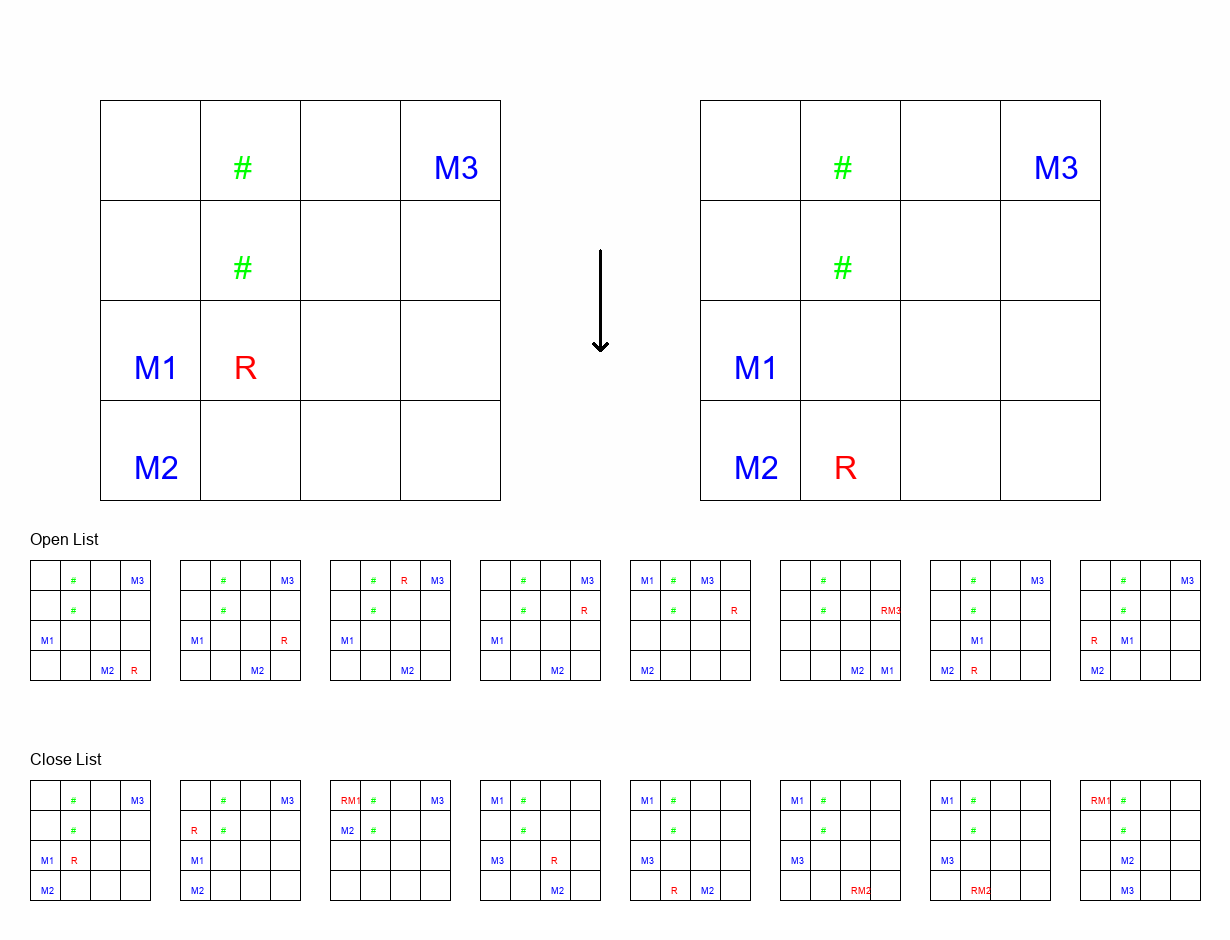 # M3 # M3
# #
M1 R M1
M2 M2 R
Open List
# M3 # M3 # R M3 # M3 M1 # M3 # # M3 # M3
# # # # R # R # RM3 # #
M1 M1 R M1 M1 M1 R M1
M2 R M2 M2 M2 M2 M2 M1 M2 R M2
Close List
# M3 # M3 RM1 # M3 M1 # M1 # M1 # M1 # RM1 #
# R # M2 # # # # # #
M1 R M1 M3 R M3 M3 M3 M2
M2 M2 M2 R M2 RM2 RM2 M3